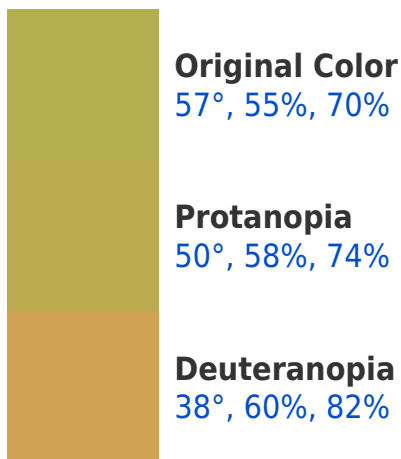 Original Color
57°, 55%, 70%
Protanopia
50°, 58%, 74%
Deuteranopia
38°, 60%, 82%